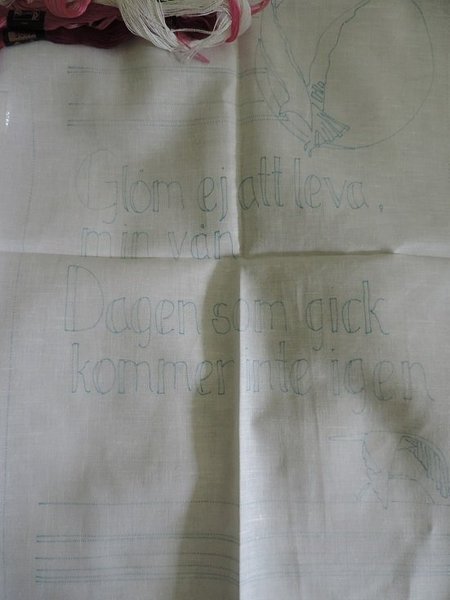 Glöm ej att leva,
min vän
Dagen som gick
kommer inte igen